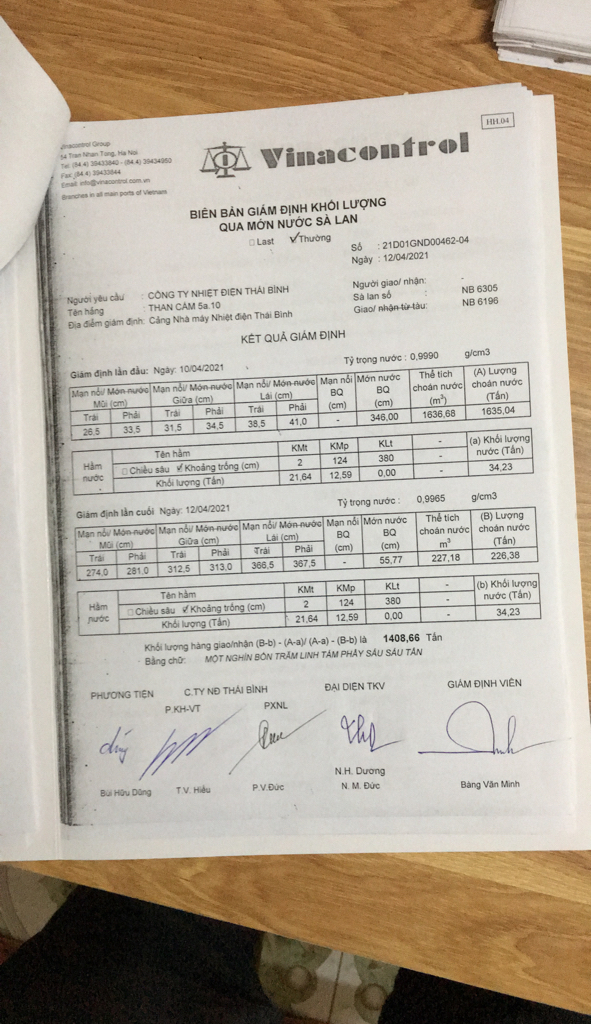 HH.04
Vinacontrol Group
54 Tran Nhan Tong, Ha Noi
Tel: (84.4) 39433840 - (84.4) 39434950
Fax: (84.4) 39433844
Email: info@vinacontrol.com.vn
Branches in all main ports of Vietnam
Vinacontrol
BIÊN BẢN GIÁM ĐỊNH KHỐI LƯỢNG
QUA MỚN NƯỚC SÀ LAN
Last Thường
Số : 21D01GND00462-04
Ngày : 12/04/2021
Người yêu cầu : CÔNG TY NHIỆT ĐIỆN THÁI BÌNH Người giao/ nhận: -
Tên hàng : THAN CÁM 5a.10 Sà lan số : NB 6305
Địa điểm giám định: Cảng Nhà máy Nhiệt điện Thái Bình Giao/ nhận từ tàu: NB 6196
KẾT QUẢ GIÁM ĐỊNH
Giám định lần đầu: Ngày: 10/04/2021 Tỷ trọng nước : 0,9990 g/cm3
Mạn nổi/ Món nước Mũi (cm) Mạn nổi/ Món nước Giữa (cm) Mạn nổi/ Món nước Lái (cm) Mạn nổi BQ (cm) Món nước BQ (cm) Thể tích choán nước (m³) (A) Lượng choán nước (Tấn)
Trái Phải Trái Phải Trái Phải
26,5 33,5 31,5 34,5 38,5 41,0 - 346,00 1636,68 1635,04
Hầm nước Tên hầm KMt KMp KLt - (a) Khối lượng nước (Tấn)
Chiều sâu Khoảng trống (cm) 2 124 380 -
Khối lượng (Tấn) 21,64 12,59 0,00 - 34,23
Giám định lần cuối Ngày: 12/04/2021 Tỷ trọng nước : 0,9965 g/cm3
Mạn nổi/ Món nước Mũi (cm) Mạn nổi/ Món nước Giữa (cm) Mạn nổi/ Món nước Lái (cm) Mạn nổi BQ (cm) Món nước BQ (cm) Thể tích choán nước m³ (B) Lượng choán nước (Tấn)
Trái Phải Trái Phải Trái Phải
274,0 281,0 312,5 313,0 366,5 367,5 - 55,77 227,18 226,38
Hầm nước Tên hầm KMt KMp KLt - (b) Khối lượng nước (Tấn)
Chiều sâu Khoảng trống (cm) 2 124 380 -
Khối lượng (Tấn) 21,64 12,59 0,00 - 34,23
Khối lượng hàng giao/nhận (B-b) - (A-a)/ (A-a) - (B-b) là 1408,66 Tấn
Bằng chữ: MỘT NGHÌN BỐN TRĂM LINH TÁM PHẨY SÁU SÁU TẤN
PHƯƠNG TIỆN C.TY NĐ THÁI BÌNH ĐẠI DIỆN TKV GIÁM ĐỊNH VIÊN
P.KH-VT PXNL
N.H. Dương
Bùi Hữu Dũng T.V. Hiếu P.V.Đức N. M. Đức Bàng Văn Minh